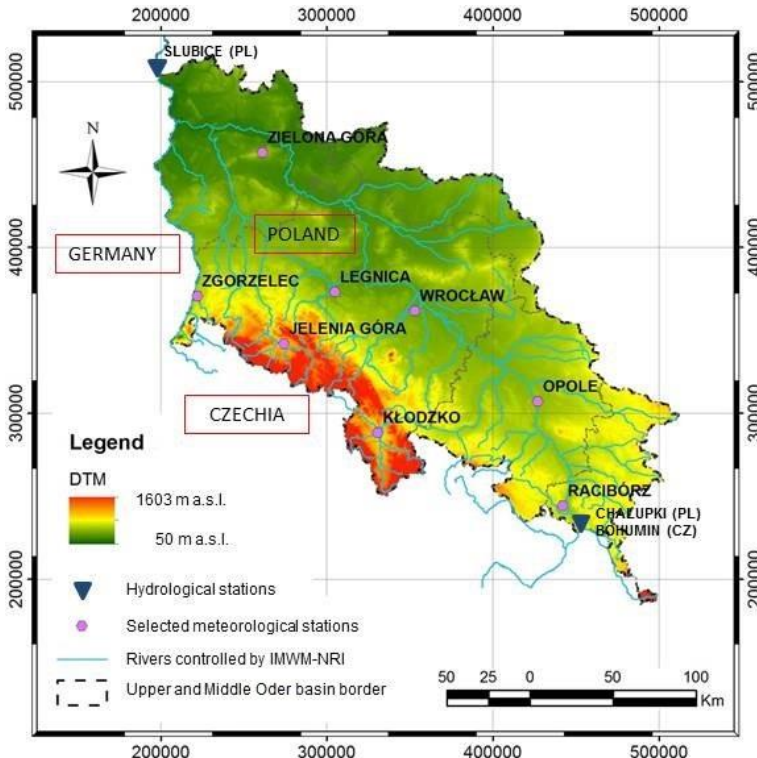 200000 300000 400000 500000
SŁUBICE (PL)
500000 500000
N
ZIELONA GÓRA
400000 400000
POLAND
GERMANY
ZGORZELEC
LEGNICA
WROCŁAW
JELENIA GÓRA
OPOLE
CZECHIA
300000 300000
KŁODZKO
Legend
DTM
1603 m a.s.l.
50 m a.s.l.
RACIBÓRZ
CHAŁUPKI (PL)
BOHUMIN (CZ)
200000 200000
Hydrological stations
Selected meteorological stations
Rivers controlled by IMWM-NRI
Upper and Middle Oder basin border
50 25 0 50 100
Km
200000 300000 400000 500000